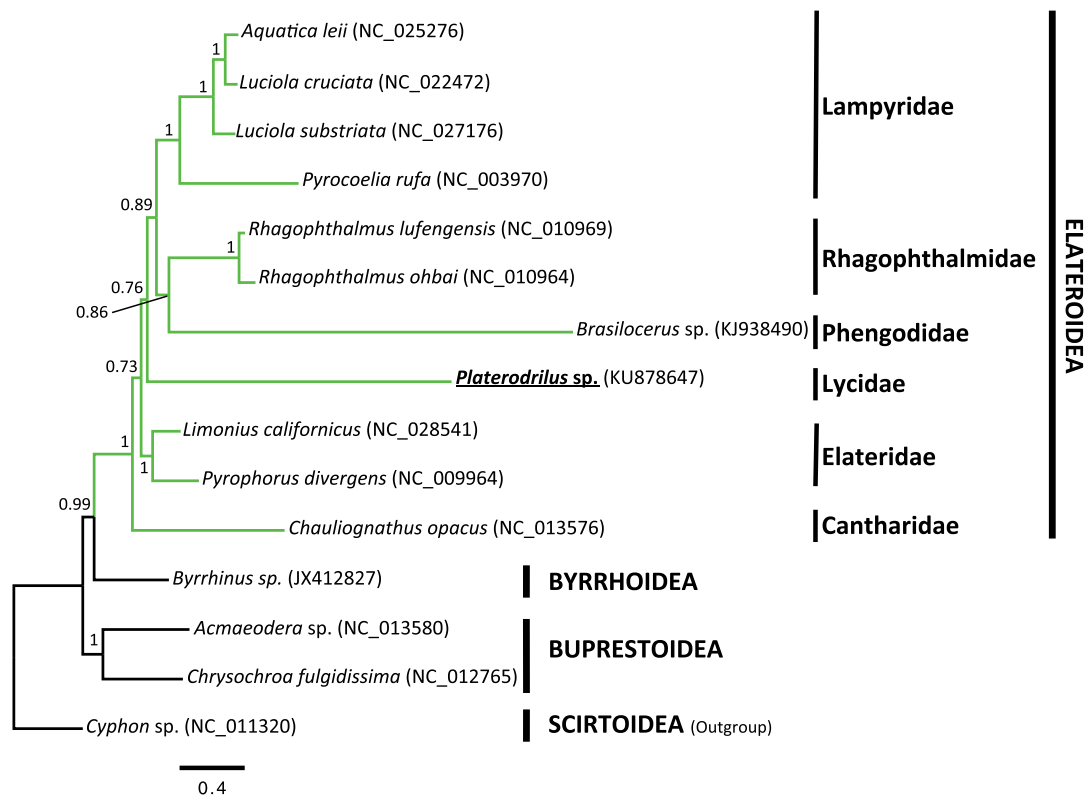 Aquatica leii (NC_025276)
1
Luciola cruciata (NC_022472)
1
Lampyridae
Luciola substriata (NC_027176)
1
Pyrocoelia rufa (NC_003970)
0.89
Rhagophthalmus lufengensis (NC_010969)
1
Rhagophthalmidae
Rhagophthalmus ohbai (NC_010964)
0.76
0.86
Brasilocerus sp. (KJ938490)
Phengodidae
ELATEROIDEA
0.73
Platerodrilus sp. (KU878647)
Lycidae
Limonius californicus (NC_028541)
1
Elateridae
1
Pyrophorus divergens (NC_009964)
0.99
Chauliognathus opacus (NC_013576)
Cantharidae
Byrrhinus sp. (JX412827)
BYRRHOIDEA
Acmaeodera sp. (NC_013580)
1
BUPRESTOIDEA
Chrysochroa fulgidissima (NC_012765)
Cyphon sp. (NC_011320)
SCIRTOIDEA (Outgroup)
0.4